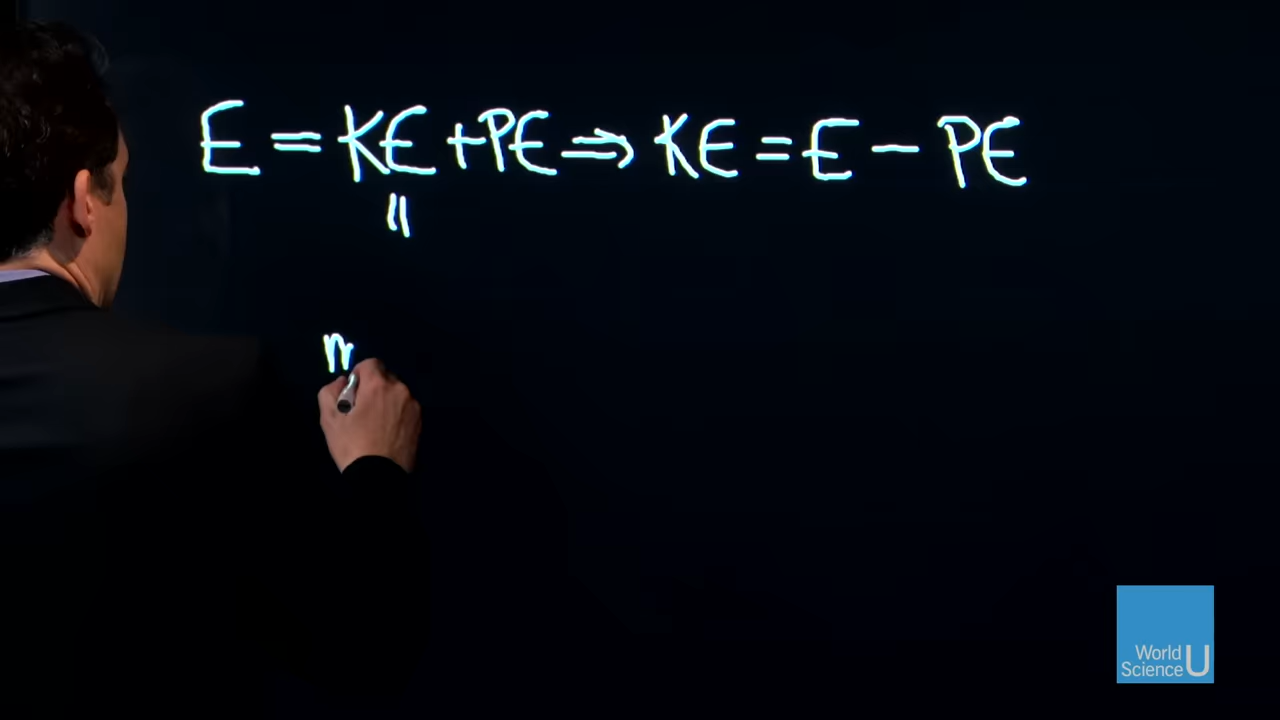 E = KE + PE ⇒ KE = E − PE
||
m
World
Science U